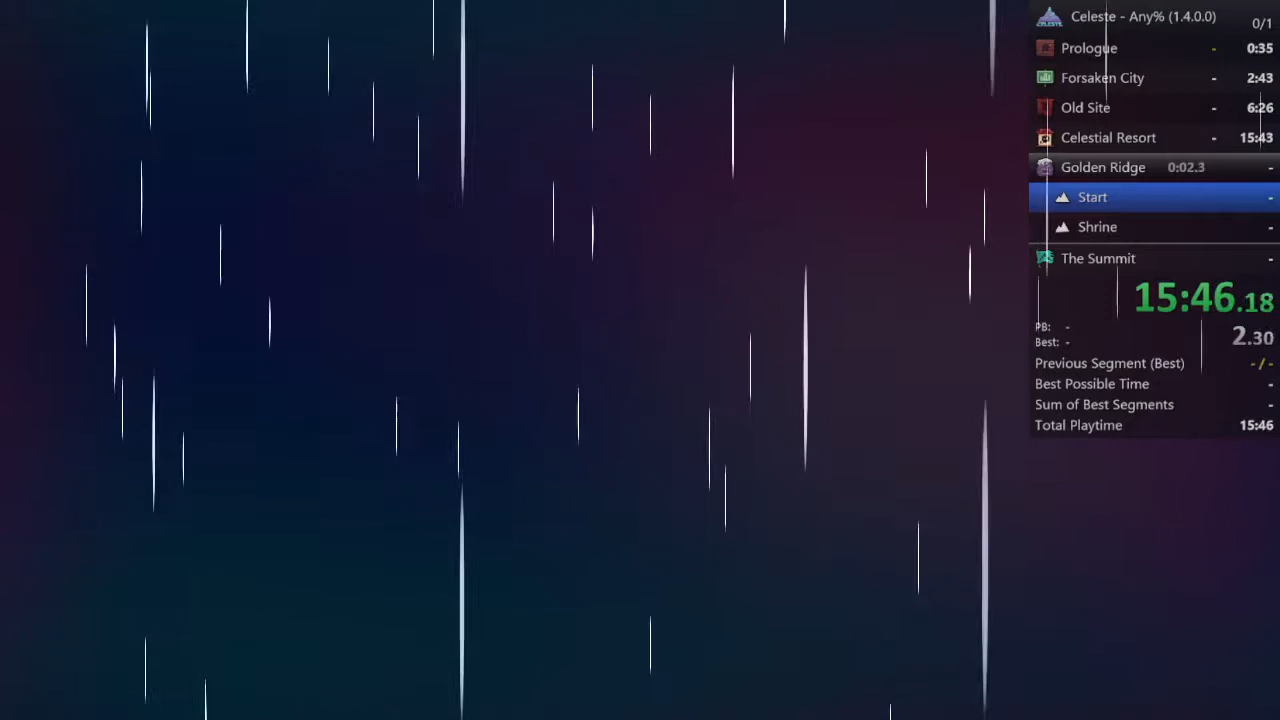 Celeste - Any% (1.4.0.0) 0/1
Prologue - 0:35
Forsaken City - 2:43
Old Site - 6:26
Celestial Resort - 15:43
Golden Ridge 0:02.3 -
Start -
Shrine -
The Summit -
15:46.18
PB: - 2.30
Best: -
Previous Segment (Best) - / -
Best Possible Time -
Sum of Best Segments -
Total Playtime 15:46